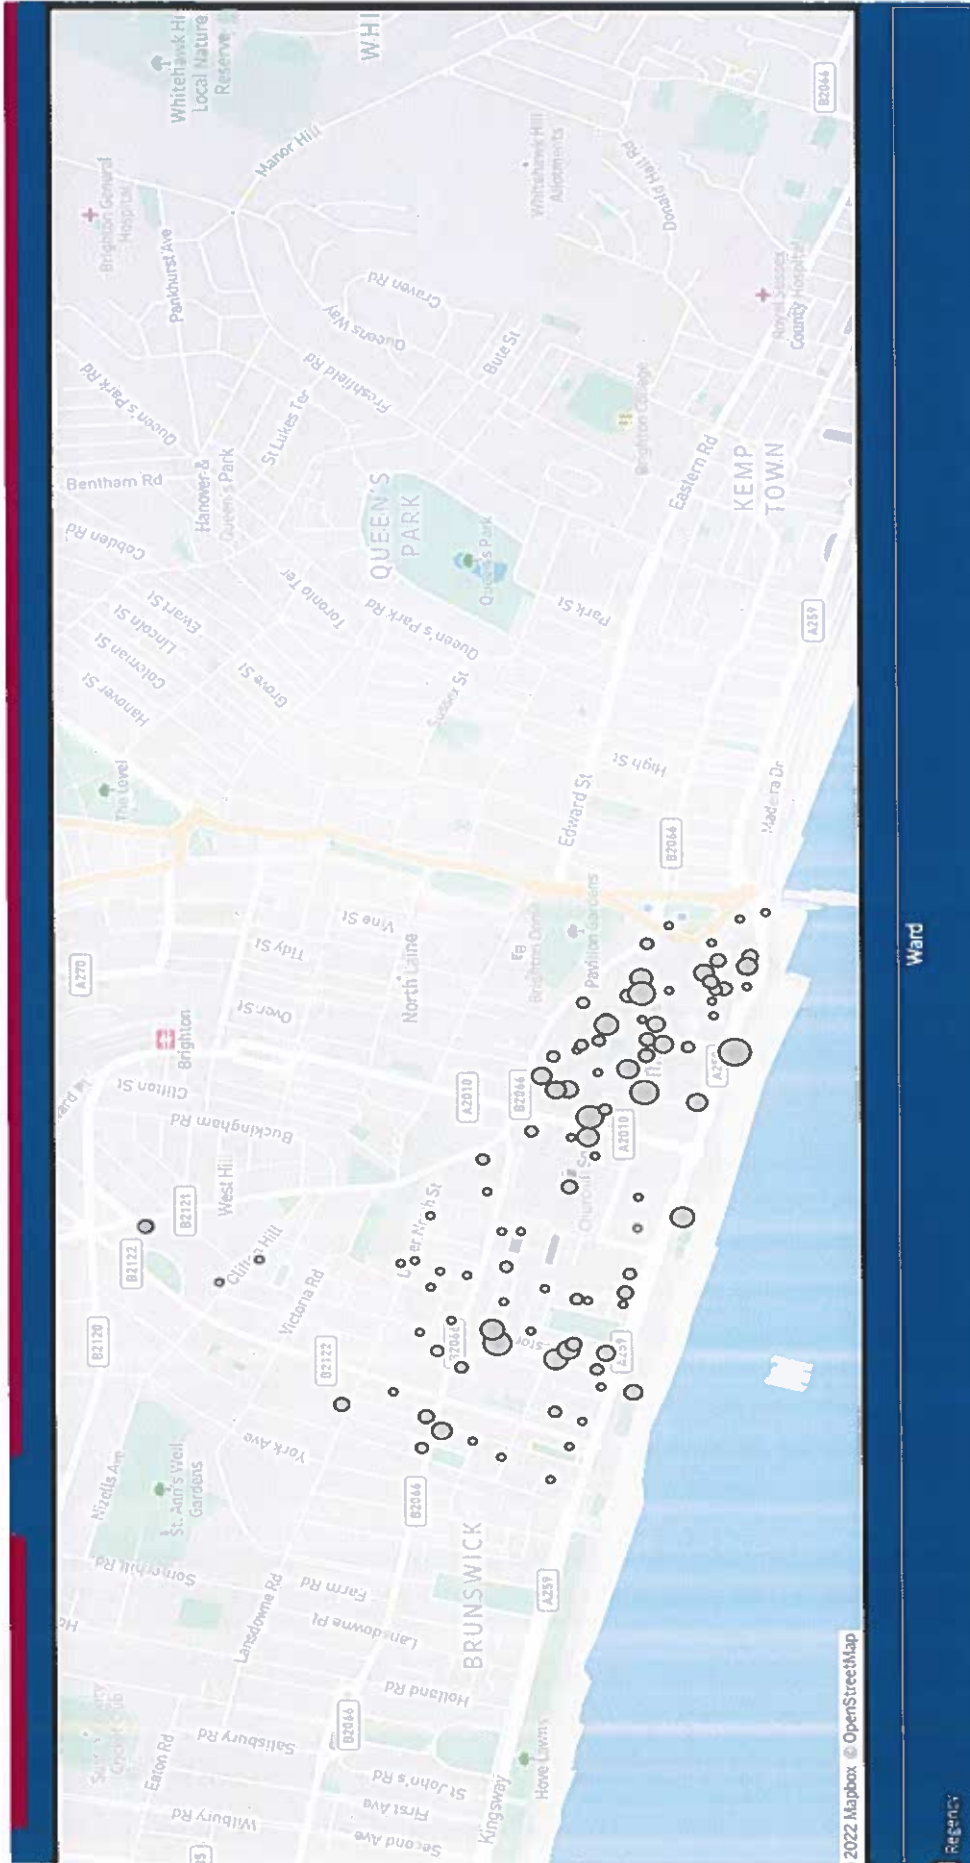 Whitehawk Hi
Local Nature
Reserve
WHI
Manor Hill
B2066
Brighton General
Hospital
Pankhurst Ave
Whitehawk Hill
Allotments
Donald Hall Rd
Craven Rd
Queens Way
Royal Sussex
County Hospital
Queen's Park Rd
Freshfield Rd
Bute St
St Lukes Ter
Bentham Rd
Hanover &
Queen's Park
Brighton College
Eastern Rd
KEMP
TOWN
QUEEN'S
PARK
Queen's Park
Cobden Rd
Ewart St
Lincoln St
Coleman St
Hanover St
Toronto Ter
Grove St
Queen's Park Rd
Park St
A259
Sussex St
High St
The Level
Edward St
B2066
Madeira Dr
Vine St
Tidy St
North Laine
Brighton Dome
Pavilion Gardens
A270
Over St
Brighton
Clifton St
Buckingham Rd
A2010
B2066
A2010
West Hill
B2121
B2122
Clifton Hill
Victoria Rd
Churchill S
B2120
B2122
B2066
A259
York Ave
Nizells Ave
St. Ann's Well
Gardens
B2066
Somerhill Rd
BRUNSWICK
A259
Farm Rd
Lansdowne Rd
Lansdowne Pl
Holland Rd
B2066
Salisbury Rd
Eaton Rd
St John's Rd
First Ave
Second Ave
Wilbury Rd
Kingsway
Hove Lawns
2022 Mapbox © OpenStreetMap
Ward
Regency